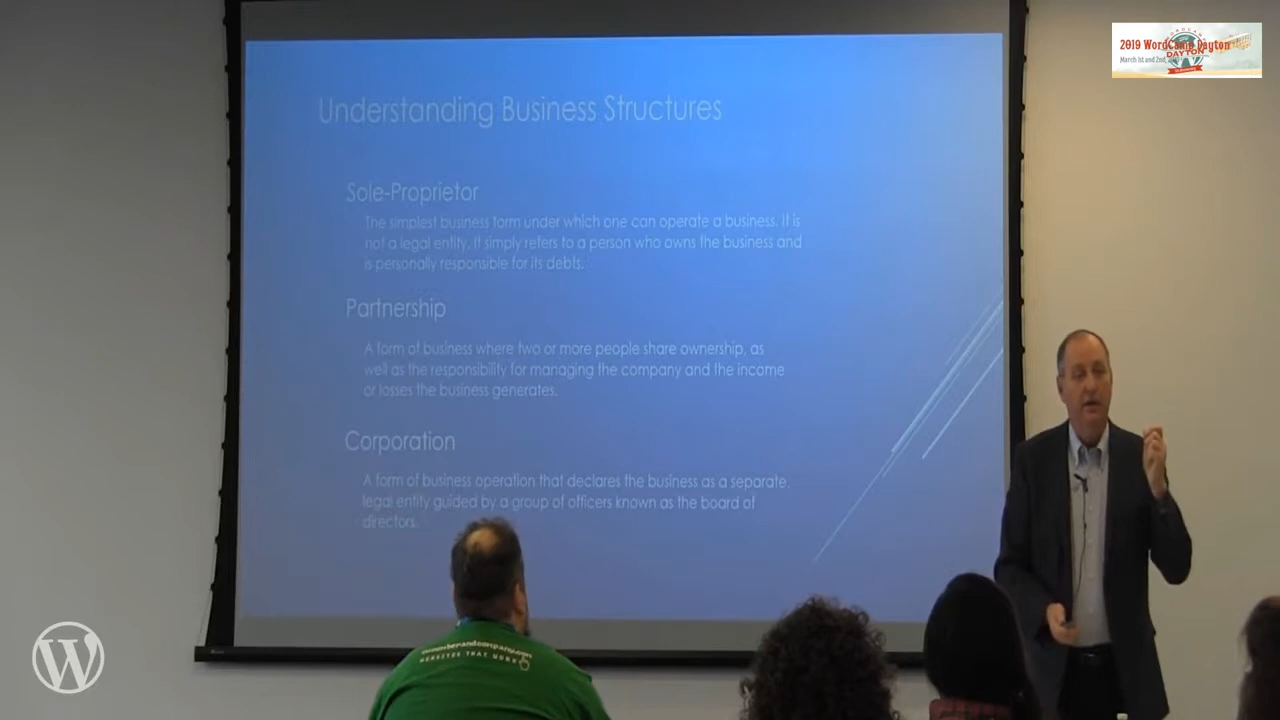 2019 WordCamp Dayton
DAYTON
Understanding Business Structures
Sole-Proprietor
The simplest business form under which one can operate a business. It is
not a legal entity. It simply refers to a person who owns the business and
is personally responsible for its debts.
Partnership
A form of business where two or more people share ownership, as
well as the responsibility for managing the company and the income
or losses the business generates.
Corporation
A form of business operation that declares the business as a separate,
legal entity guided by a group of officers known as the board of
directors.
WEBSITES THAT WORK
W